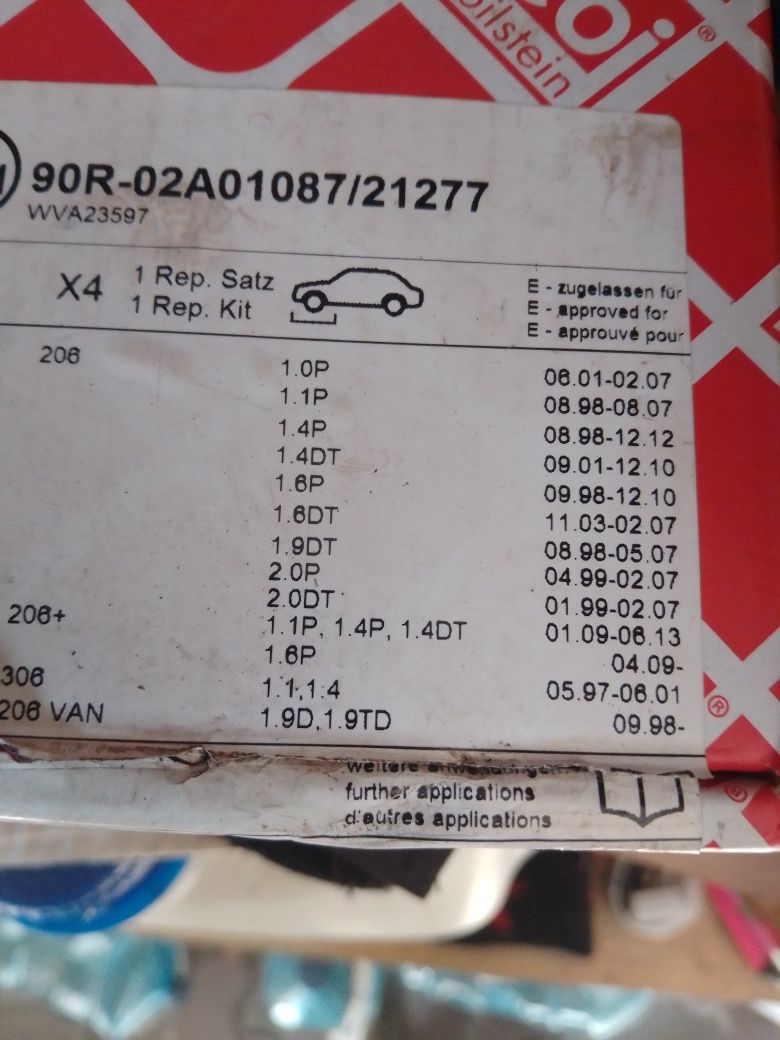 bilstein
®
90R-02A01087/21277
WVA23597
X4 1 Rep. Satz
1 Rep. Kit
E - zugelassen für
E - approved for
E - approuvé pour
206 1.0P 06.01-02.07
1.1P 08.98-08.07
1.4P 08.98-12.12
1.4DT 09.01-12.10
1.6P 09.98-12.10
1.6DT 11.03-02.07
1.9DT 08.98-05.07
2.0P 04.99-02.07
2.0DT 01.99-02.07
206+ 1.1P, 1.4P, 1.4DT 01.09-06.13
1.6P 04.09-
306 1.1,1.4 05.97-06.01
206 VAN 1.9D,1.9TD 09.98-
®
weitere
further applications
d'autres applications
®